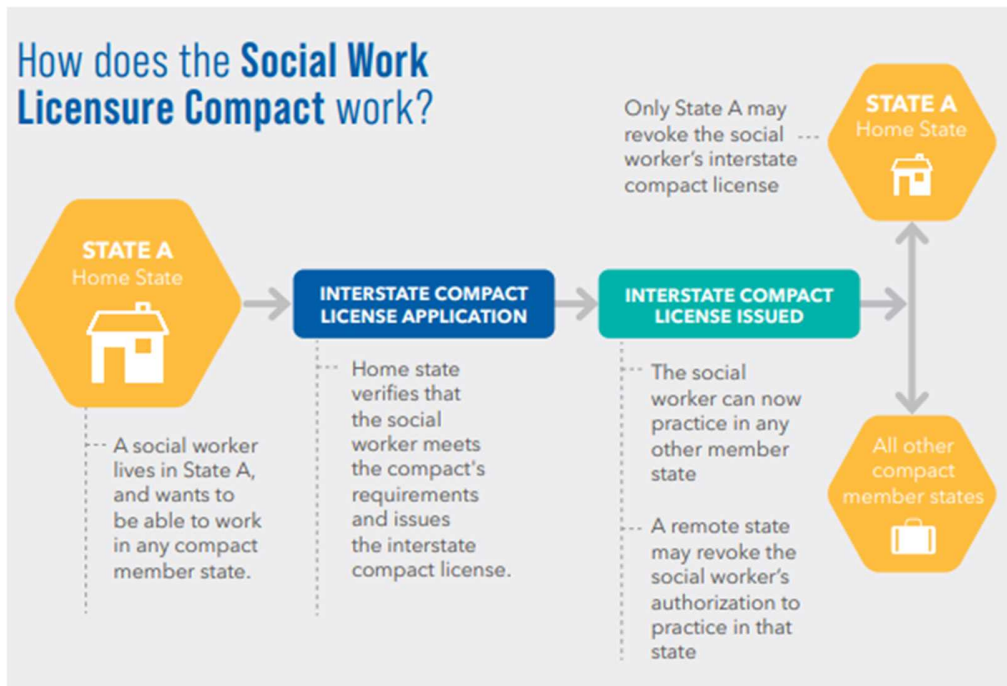 How does the Social Work
Licensure Compact work?
STATE A
Home State
A social worker
lives in State A,
and wants to
be able to work
in any compact
member state.
INTERSTATE COMPACT
LICENSE APPLICATION
Home state
verifies that
the social
worker meets
the compact's
requirements
and issues
the interstate
compact license.
INTERSTATE COMPACT
LICENSE ISSUED
The social
worker can now
practice in any
other member
state
A remote state
may revoke the
social worker's
authorization to
practice in that
state
Only State A may
revoke the social
worker's interstate
compact license
STATE A
Home State
All other
compact
member states